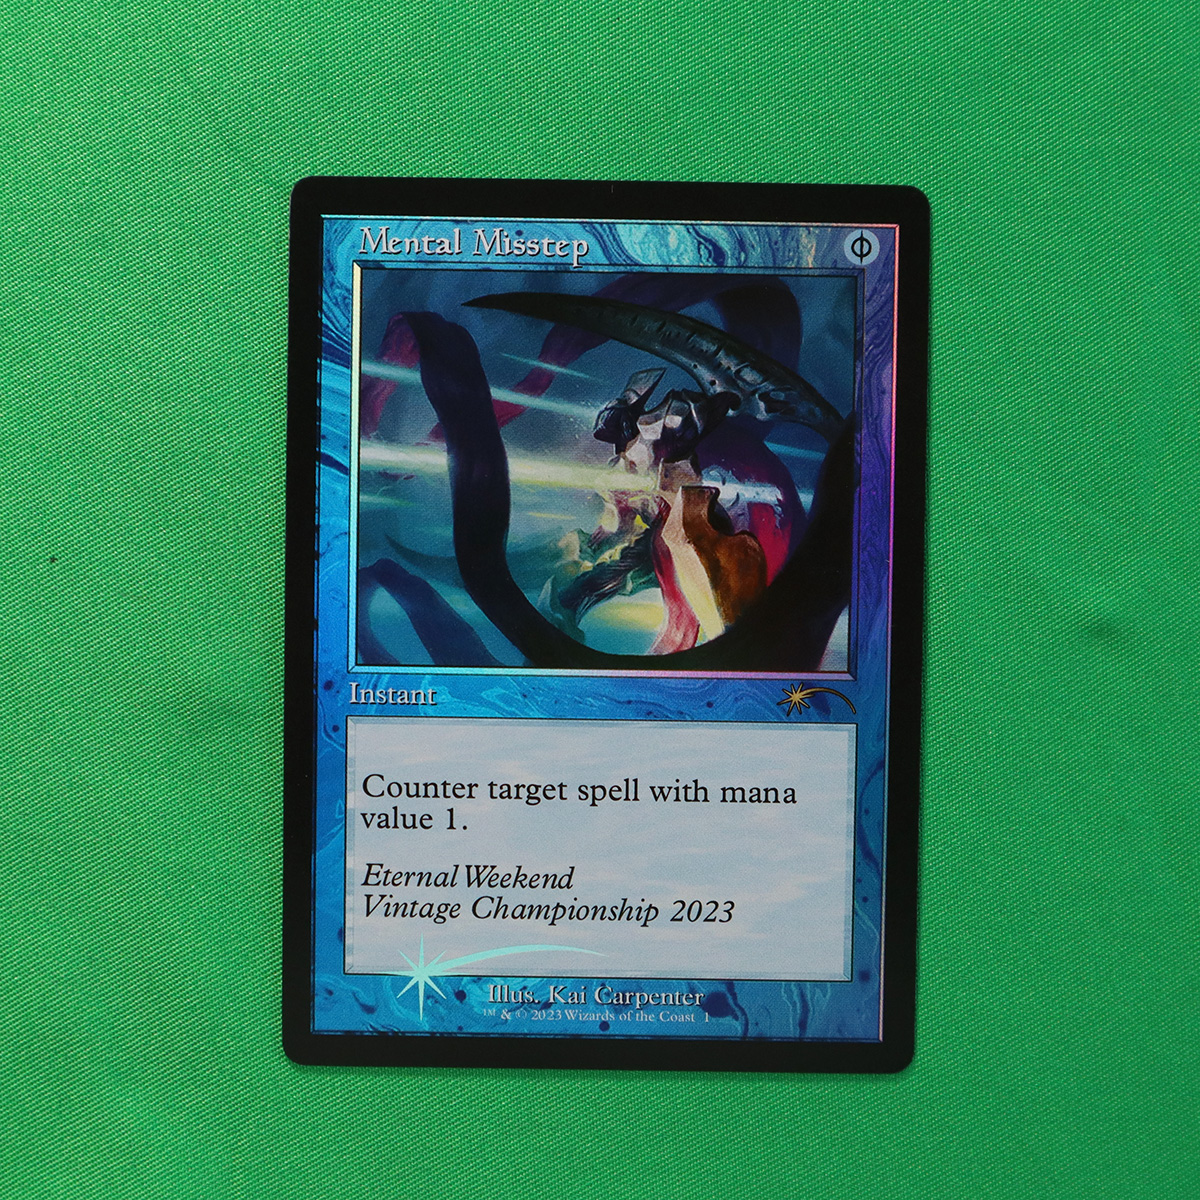 Mental Misstep
Instant
Counter target spell with mana
value 1.
Eternal Weekend
Vintage Championship 2023
Illus. Kai Carpenter
™ & © 2023 Wizards of the Coast 1